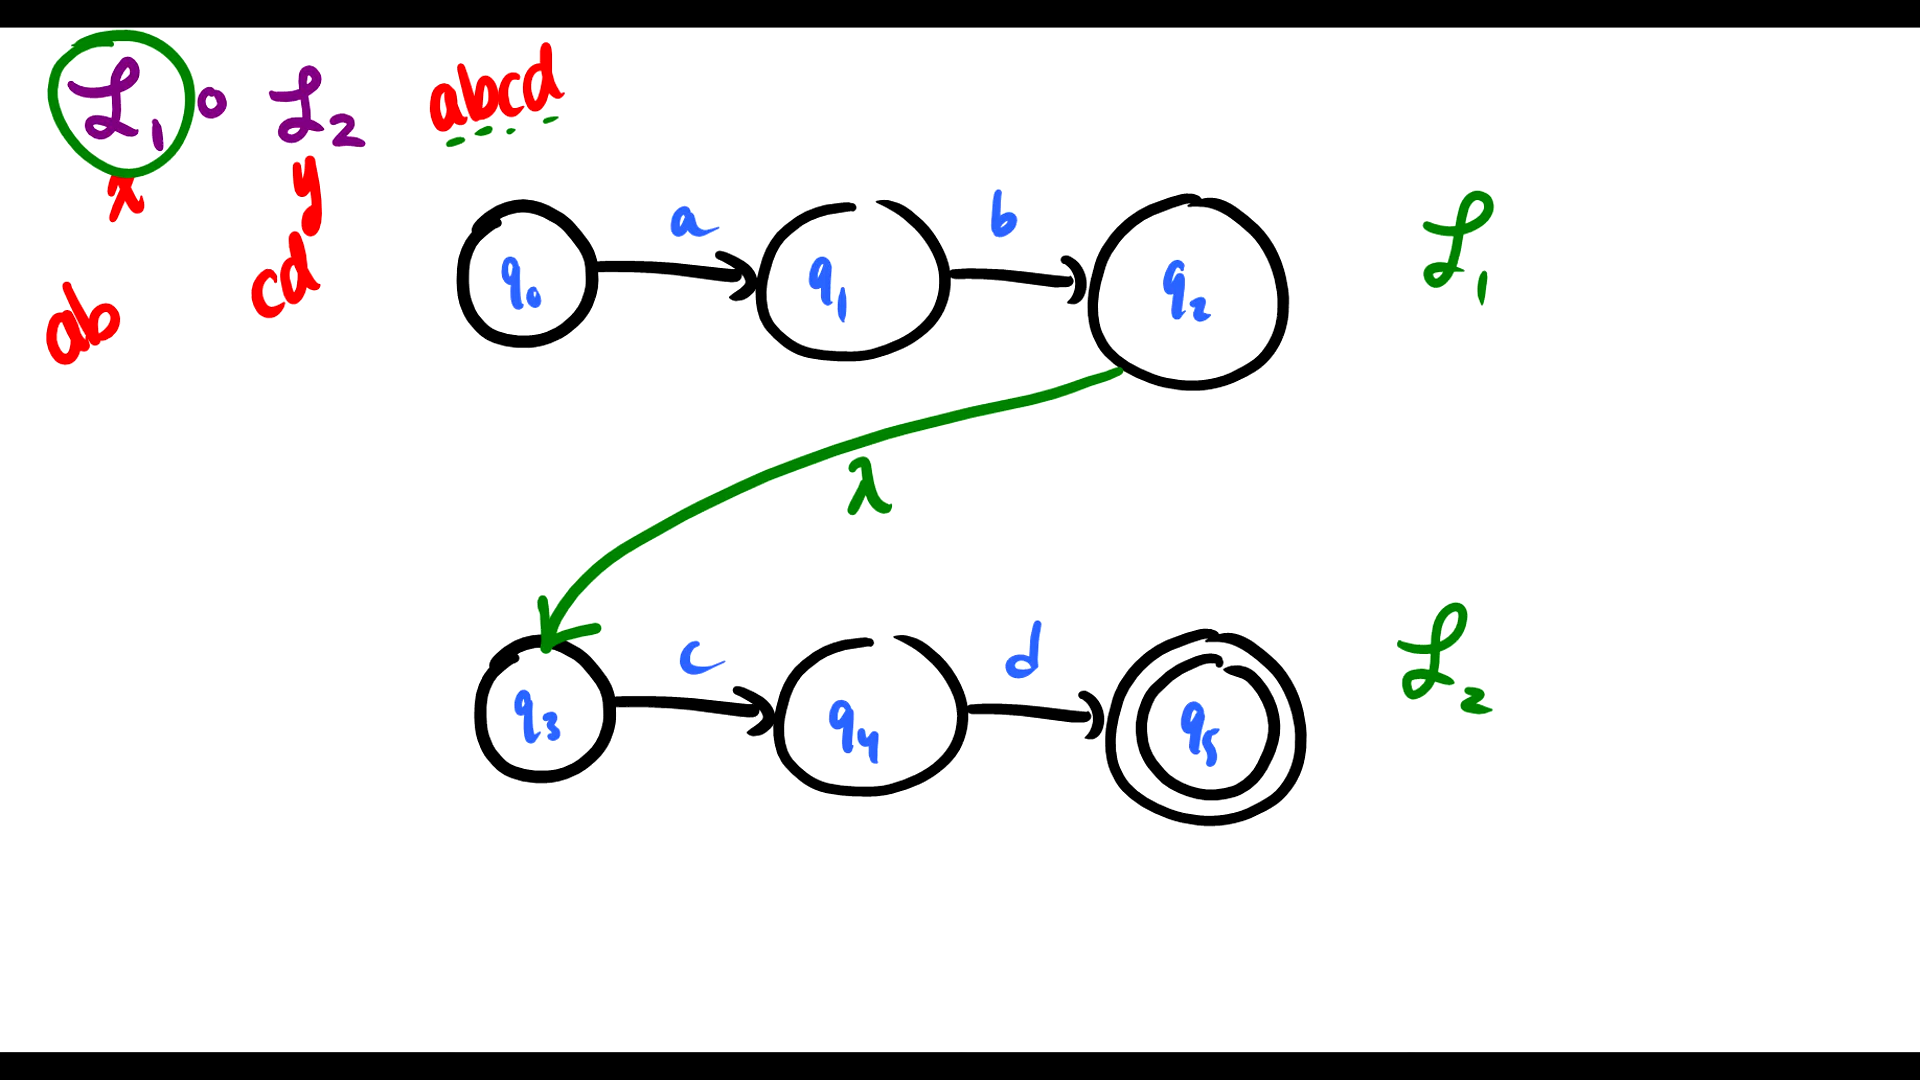 ℒ₁ ∘ ℒ₂ abcd
x y
ab cd
a b
q₀ q₁ q₂ ℒ₁
λ
c d
q₃ q₄ q₅ ℒ₂